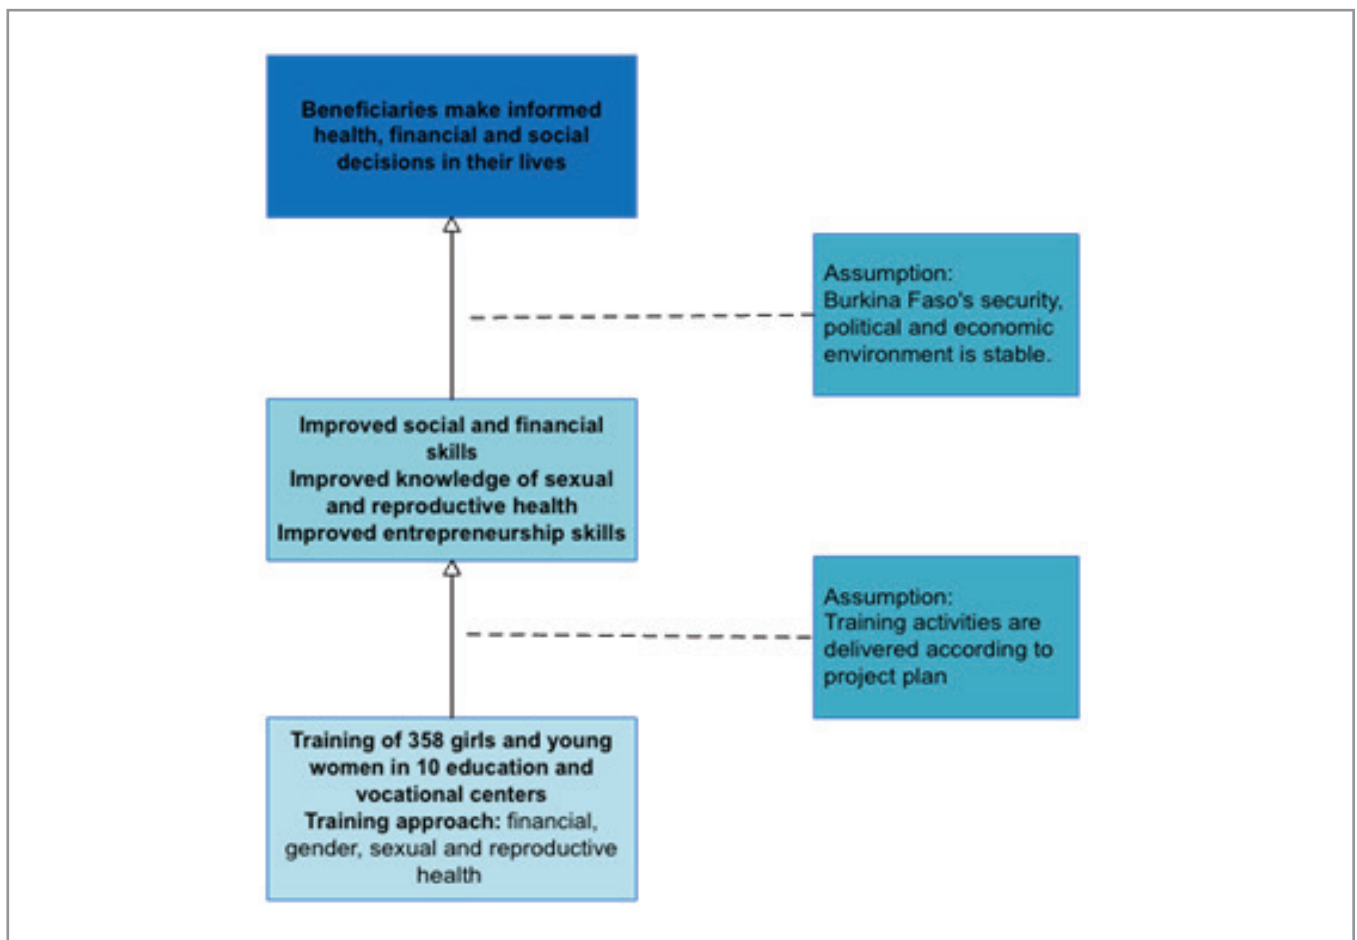 Beneficiaries make informed
health, financial and social
decisions in their lives
Assumption:
Burkina Faso's security,
political and economic
environment is stable.
Improved social and financial
skills
Improved knowledge of sexual
and reproductive health
Improved entrepreneurship skills
Assumption:
Training activities are
delivered according to
project plan
Training of 358 girls and young
women in 10 education and
vocational centers
Training approach: financial,
gender, sexual and reproductive
health